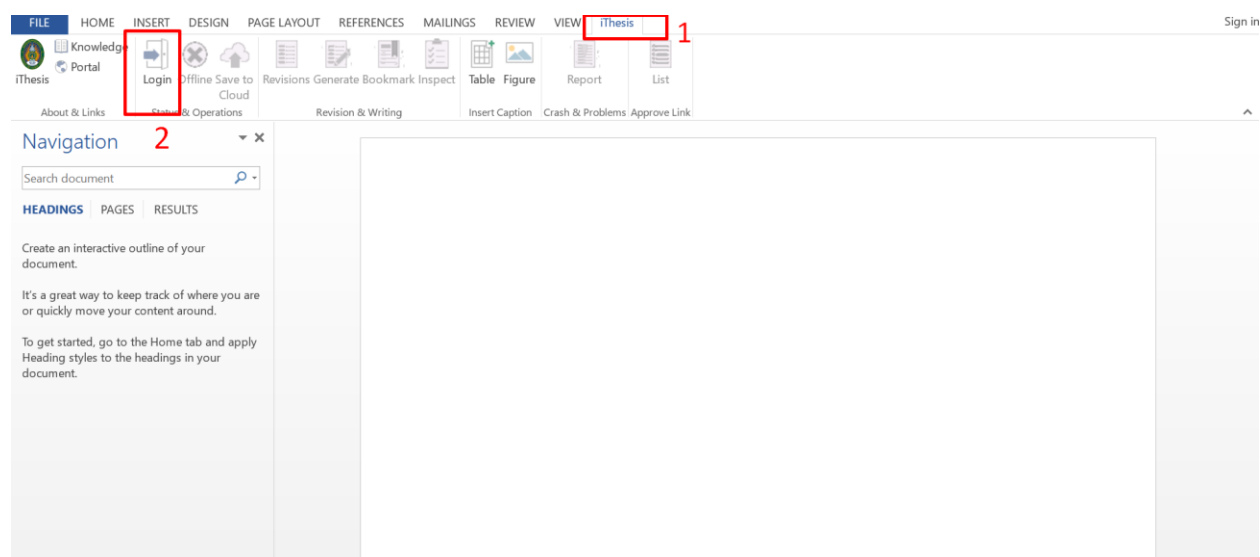 FILE HOME INSERT DESIGN PAGE LAYOUT REFERENCES MAILINGS REVIEW VIEW iThesis 1 Sign in
Knowledge
Portal
iThesis Login Offline Save to Cloud Revisions Generate Bookmark Inspect Table Figure Report List
About & Links Status & Operations Revision & Writing Insert Caption Crash & Problems Approve Link
Navigation 2
Search document
HEADINGS PAGES RESULTS
Create an interactive outline of your
document.
It's a great way to keep track of where you are
or quickly move your content around.
To get started, go to the Home tab and apply
Heading styles to the headings in your
document.